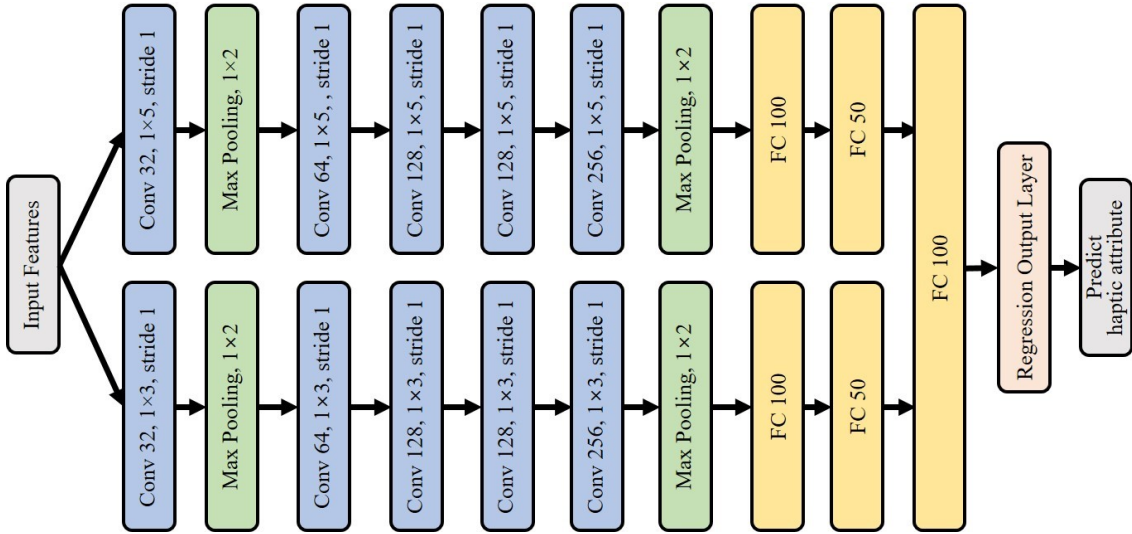 Input Features
Conv 32, 1×5, stride 1
Max Pooling, 1×2
Conv 64, 1×5, , stride 1
Conv 128, 1×5, stride 1
Conv 128, 1×5, stride 1
Conv 256, 1×5, stride 1
Max Pooling, 1×2
FC 100
FC 50
Conv 32, 1×3, stride 1
Max Pooling, 1×2
Conv 64, 1×3, stride 1
Conv 128, 1×3, stride 1
Conv 128, 1×3, stride 1
Conv 256, 1×3, stride 1
Max Pooling, 1×2
FC 100
FC 50
FC 100
Regression Output Layer
Predict
haptic attribute